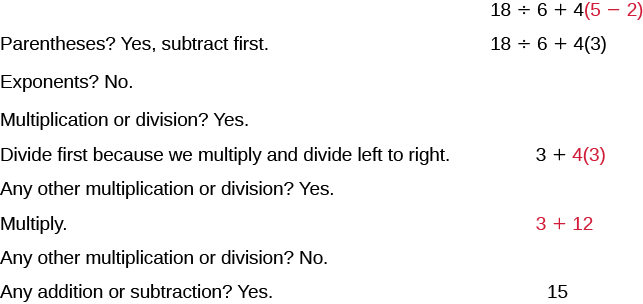 18 ÷ 6 + 4(5 − 2)
Parentheses? Yes, subtract first. 18 ÷ 6 + 4(3)
Exponents? No.
Multiplication or division? Yes.
Divide first because we multiply and divide left to right. 3 + 4(3)
Any other multiplication or division? Yes.
Multiply. 3 + 12
Any other multiplication or division? No.
Any addition or subtraction? Yes. 15